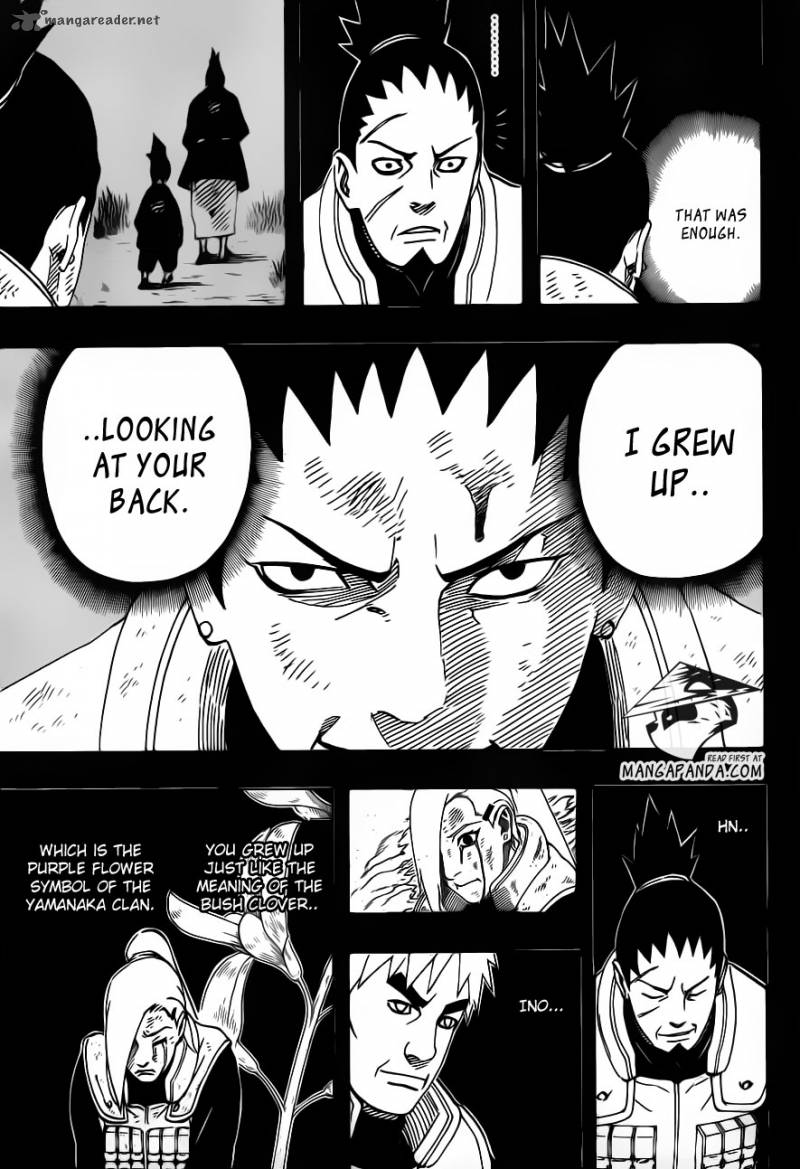 mangareader.net
THAT WAS
ENOUGH.
.........
I GREW
UP..
..LOOKING
AT YOUR
BACK.
READ FIRST AT
MANGAPANDA.COM
HN..
INO...
YOU GREW UP
JUST LIKE THE
MEANING OF THE
BUSH CLOVER..
WHICH IS THE
PURPLE FLOWER
SYMBOL OF THE
YAMANAKA CLAN.